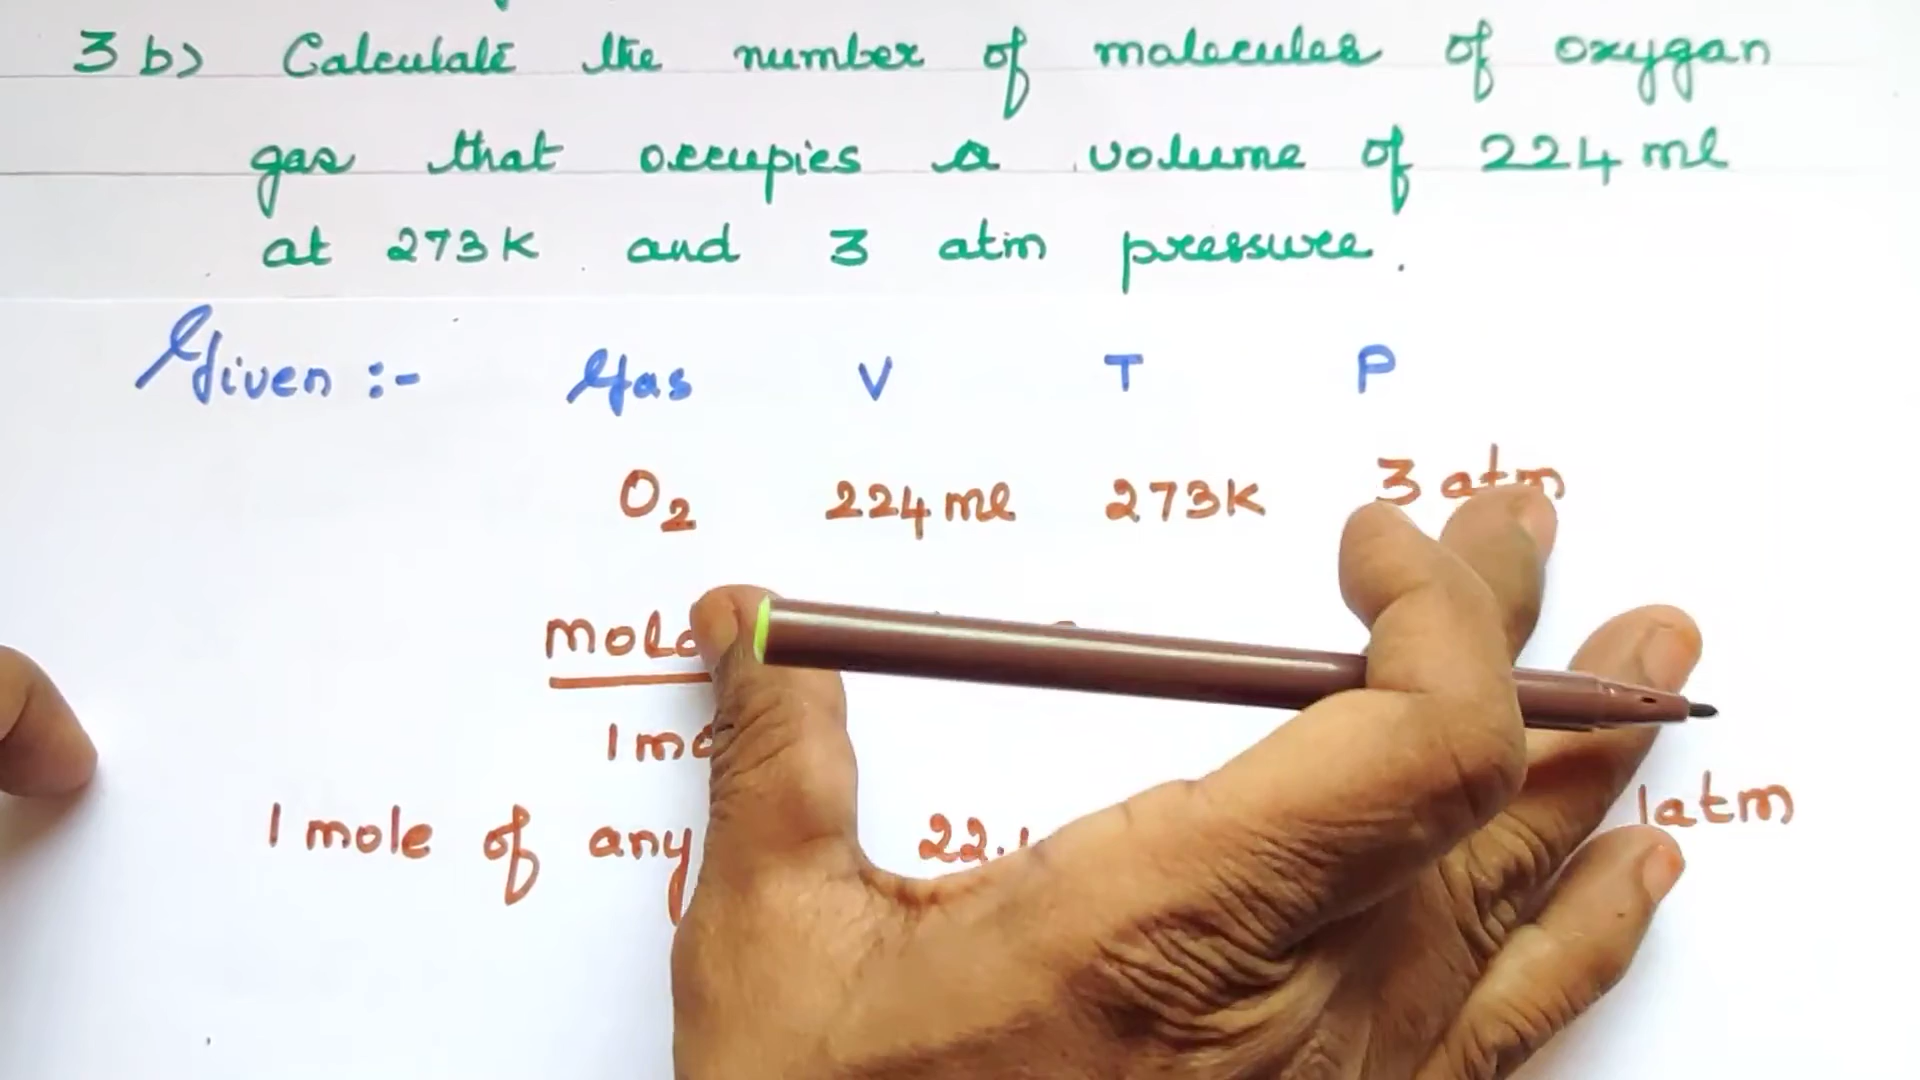 3 b) Calculate the number of molecules of oxygan
gas that occupies a volume of 224 ml
at 273K and 3 atm pressure.
Given :- Gas V T P
O2 224 ml 273K 3 atm
1 mole of any 1atm